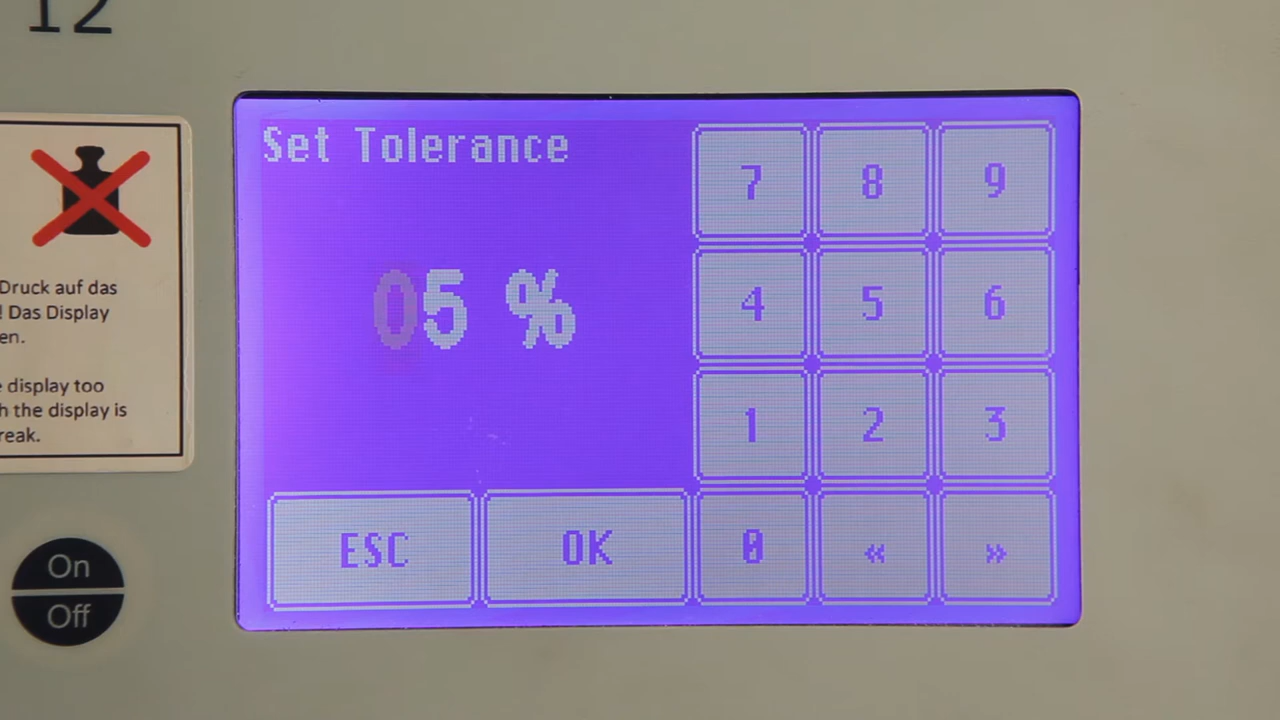 12
Set Tolerance
05 %
7 8 9
4 5 6
1 2 3
ESC OK 0 « »
Druck auf das
! Das Display
en.
display too
h the display is
reak.
On
Off